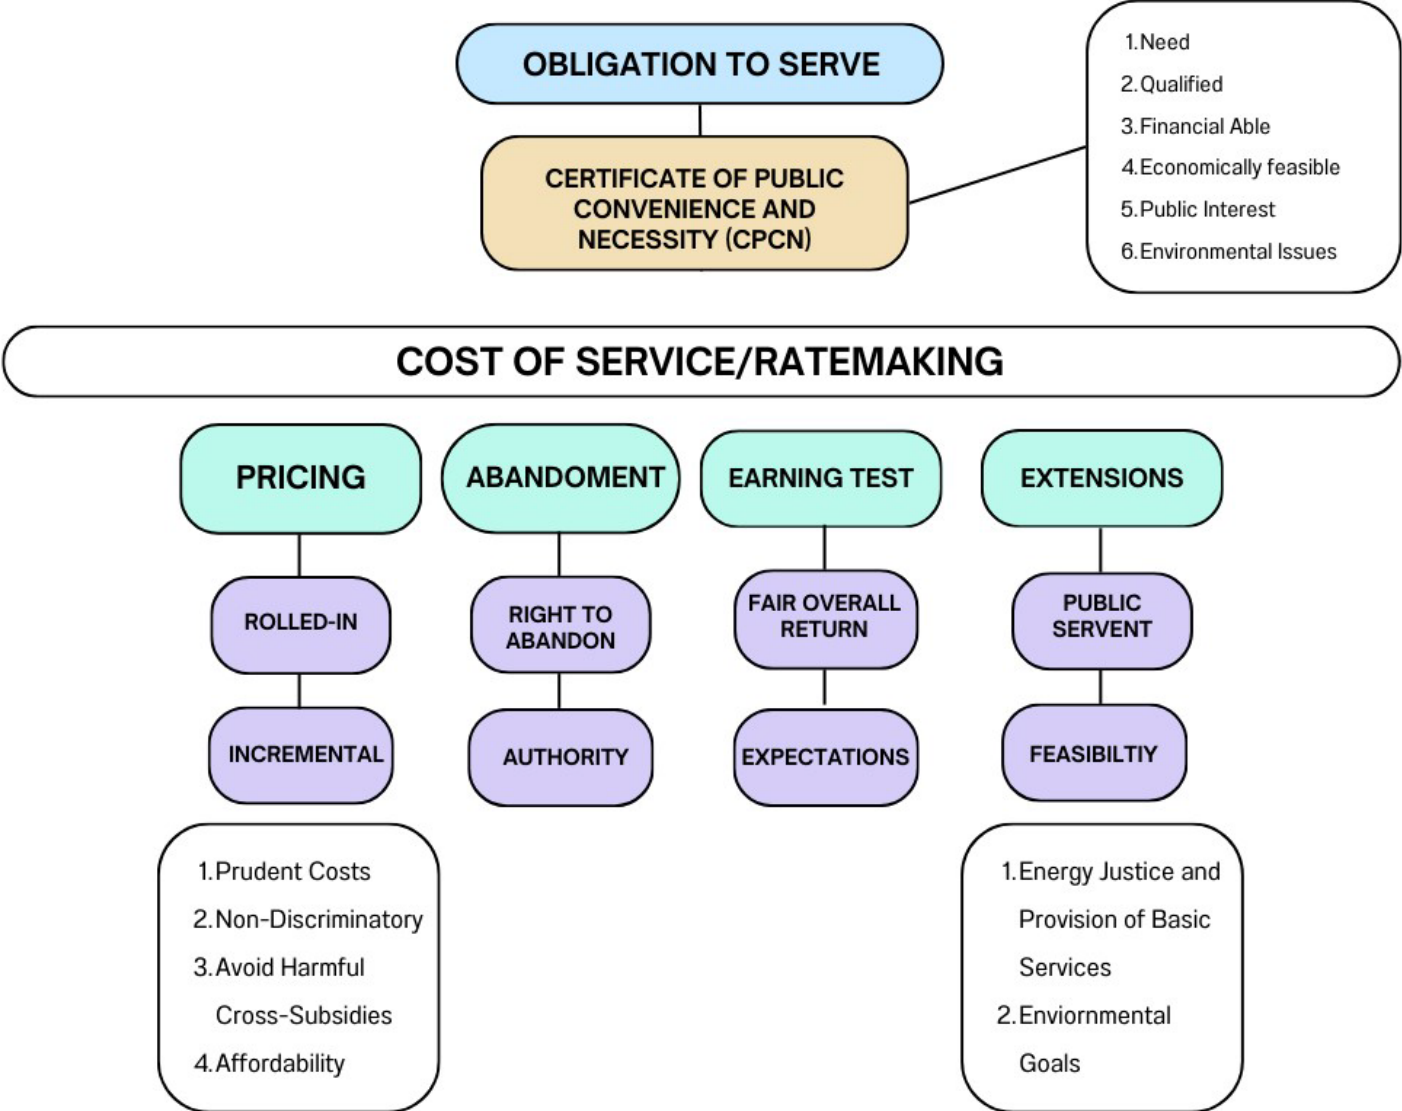 OBLIGATION TO SERVE
CERTIFICATE OF PUBLIC
CONVENIENCE AND
NECESSITY (CPCN)
1.Need
2.Qualified
3.Financial Able
4.Economically feasible
5.Public Interest
6.Environmental Issues
COST OF SERVICE/RATEMAKING
PRICING
ROLLED-IN
INCREMENTAL
1.Prudent Costs
2.Non-Discriminatory
3.Avoid Harmful
Cross-Subsidies
4.Affordability
ABANDOMENT
RIGHT TO
ABANDON
AUTHORITY
EARNING TEST
FAIR OVERALL
RETURN
EXPECTATIONS
EXTENSIONS
PUBLIC
SERVENT
FEASIBILTIY
1.Energy Justice and
Provision of Basic
Services
2.Enviornmental
Goals